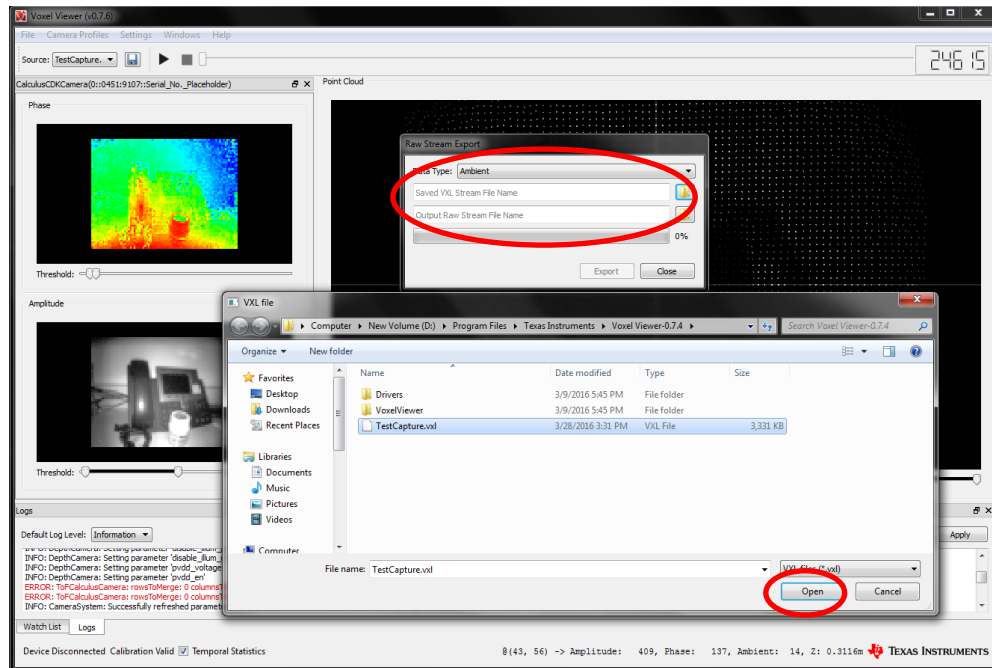 Voxel Viewer (v0.7.6)
File Camera Profiles Settings Windows Help
Source: TestCapture.
24615
CalculusCDKCamera(0::0451:9107::Serial_No._Placeholder)
Point Cloud
Phase
Threshold:
Amplitude
Threshold:
Raw Stream Export
Data Type: Ambient
Saved VXL Stream File Name
Output Raw Stream File Name
0%
Export Close
VXL file
Computer New Volume (D:) Program Files Texas Instruments Voxel Viewer-0.7.4
Search Voxel Viewer-0.7.4
Organize New folder
Favorites
Desktop
Downloads
Recent Places
Libraries
Documents
Music
Pictures
Videos
Computer
Name Date modified Type Size
Drivers 3/9/2016 5:45 PM File folder
VoxelViewer 3/9/2016 5:45 PM File folder
TestCapture.vxl 3/28/2016 3:31 PM VXL File 3,331 KB
File name: TestCapture.vxl
VXL files (*.vxl)
Open Cancel
Logs
Default Log Level: Information
Apply
INFO: DepthCamera: Setting parameter 'disable_illum_
INFO: DepthCamera: Setting parameter 'pvdd_voltage
INFO: DepthCamera: Setting parameter 'pvdd_en'
ERROR: ToFCalculusCamera: rowsToMerge: 0 columnsT
ERROR: ToFCalculusCamera: rowsToMerge: 0 columnsT
INFO: CameraSystem: Successfully refreshed paramet
Watch List Logs
Device Disconnected Calibration Valid Temporal Statistics
@(43, 56) -> Amplitude: 409, Phase: 137, Ambient: 14, Z: 0.3116m
TEXAS INSTRUMENTS